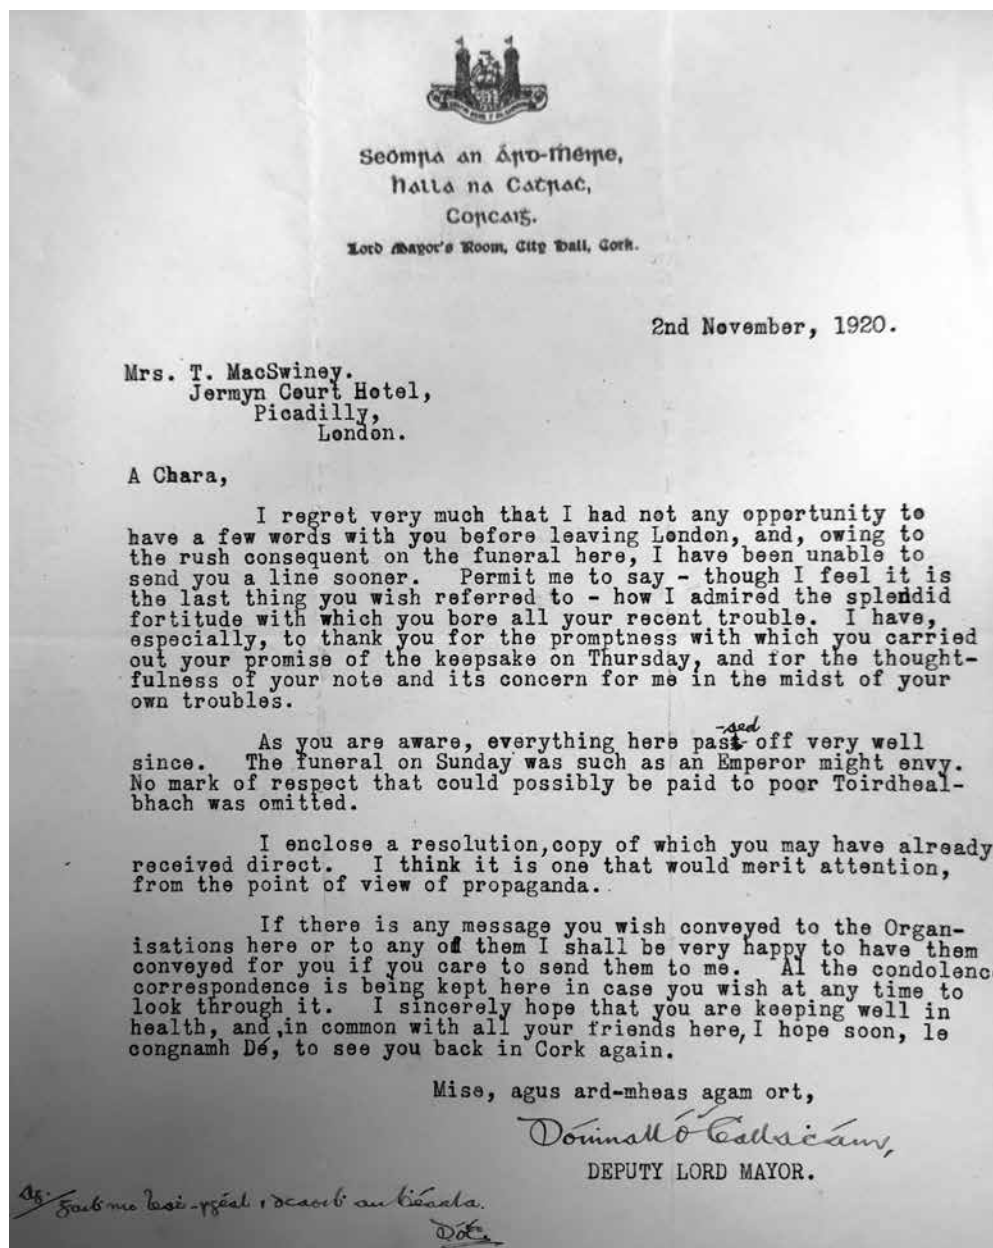 Seómra an Árd-Ṁéire,
Halla na Catraċ,
Corcaiġ.
Lord Mayor's Room, City Hall, Cork.
2nd November, 1920.
Mrs. T. MacSwiney.
Jermyn Court Hotel,
Picadilly,
London.
A Chara,
I regret very much that I had not any opportunity to
have a few words with you before leaving London, and, owing to
the rush consequent on the funeral here, I have been unable to
send you a line sooner. Permit me to say - though I feel it is
the last thing you wish referred to - how I admired the splendid
fortitude with which you bore all your recent trouble. I have,
especially, to thank you for the promptness with which you carried
out your promise of the keepsake on Thursday, and for the thought-
fulness of your note and its concern for me in the midst of your
own troubles.
-sed
As you are aware, everything here past off very well
since. The funeral on Sunday was such as an Emperor might envy.
No mark of respect that could possibly be paid to poor Toirdheal-
bhach was omitted.
I enclose a resolution,copy of which you may have already
received direct. I think it is one that would merit attention,
from the point of view of propaganda.
If there is any message you wish conveyed to the Organ-
isations here or to any of them I shall be very happy to have them
conveyed for you if you care to send them to me. Al the condolenc
correspondence is being kept here in case you wish at any time to
look through it. I sincerely hope that you are keeping well in
health, and ,in common with all your friends here, I hope soon, le
congnamh Dé, to see you back in Cork again.
Mise, agus ard-mheas agam ort,
Dómnall ó Ceallacáin,
DEPUTY LORD MAYOR.
mo an Béarla.
DÓC.